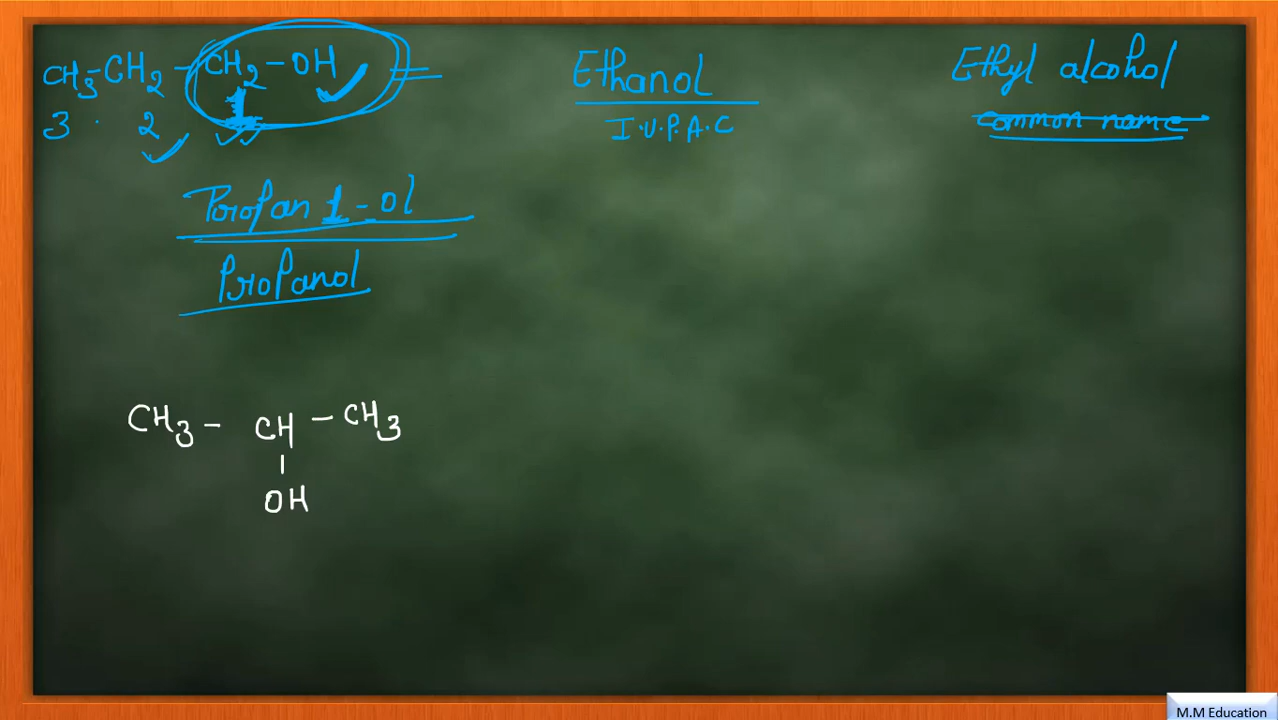 CH3-CH2-CH2-OH
Ethanol
Ethyl alcohol
3 2 1
I.U.P.A.C
common name
Propan 1-ol
Propanol
CH3-CH-CH3
|
OH
M.M Education